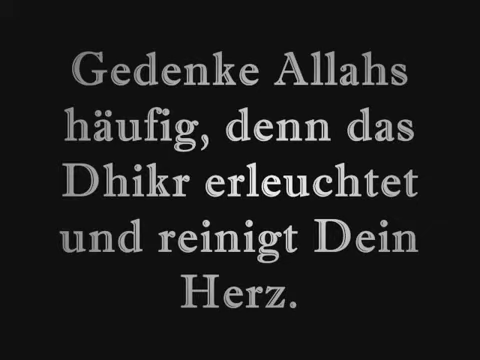 Gedenke Allahs
häufig, denn das
Dhikr erleuchtet
und reinigt Dein
Herz.